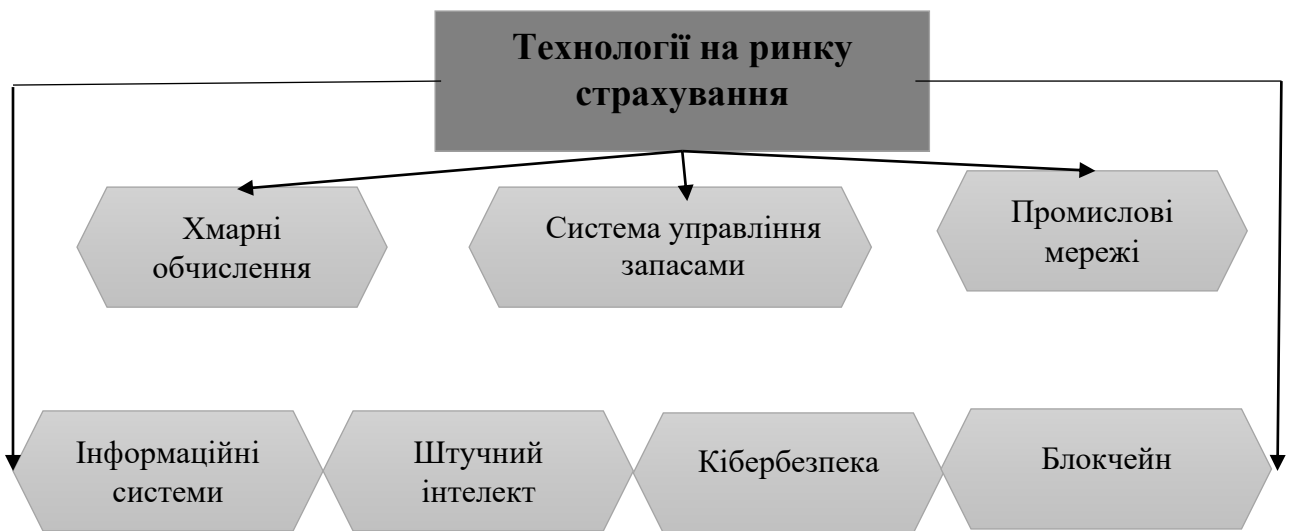 Технології на ринку
страхування
Хмарні
обчислення
Система управління
запасами
Промислові
мережі
Інформаційні
системи
Штучний
інтелект
Кібербезпека
Блокчейн